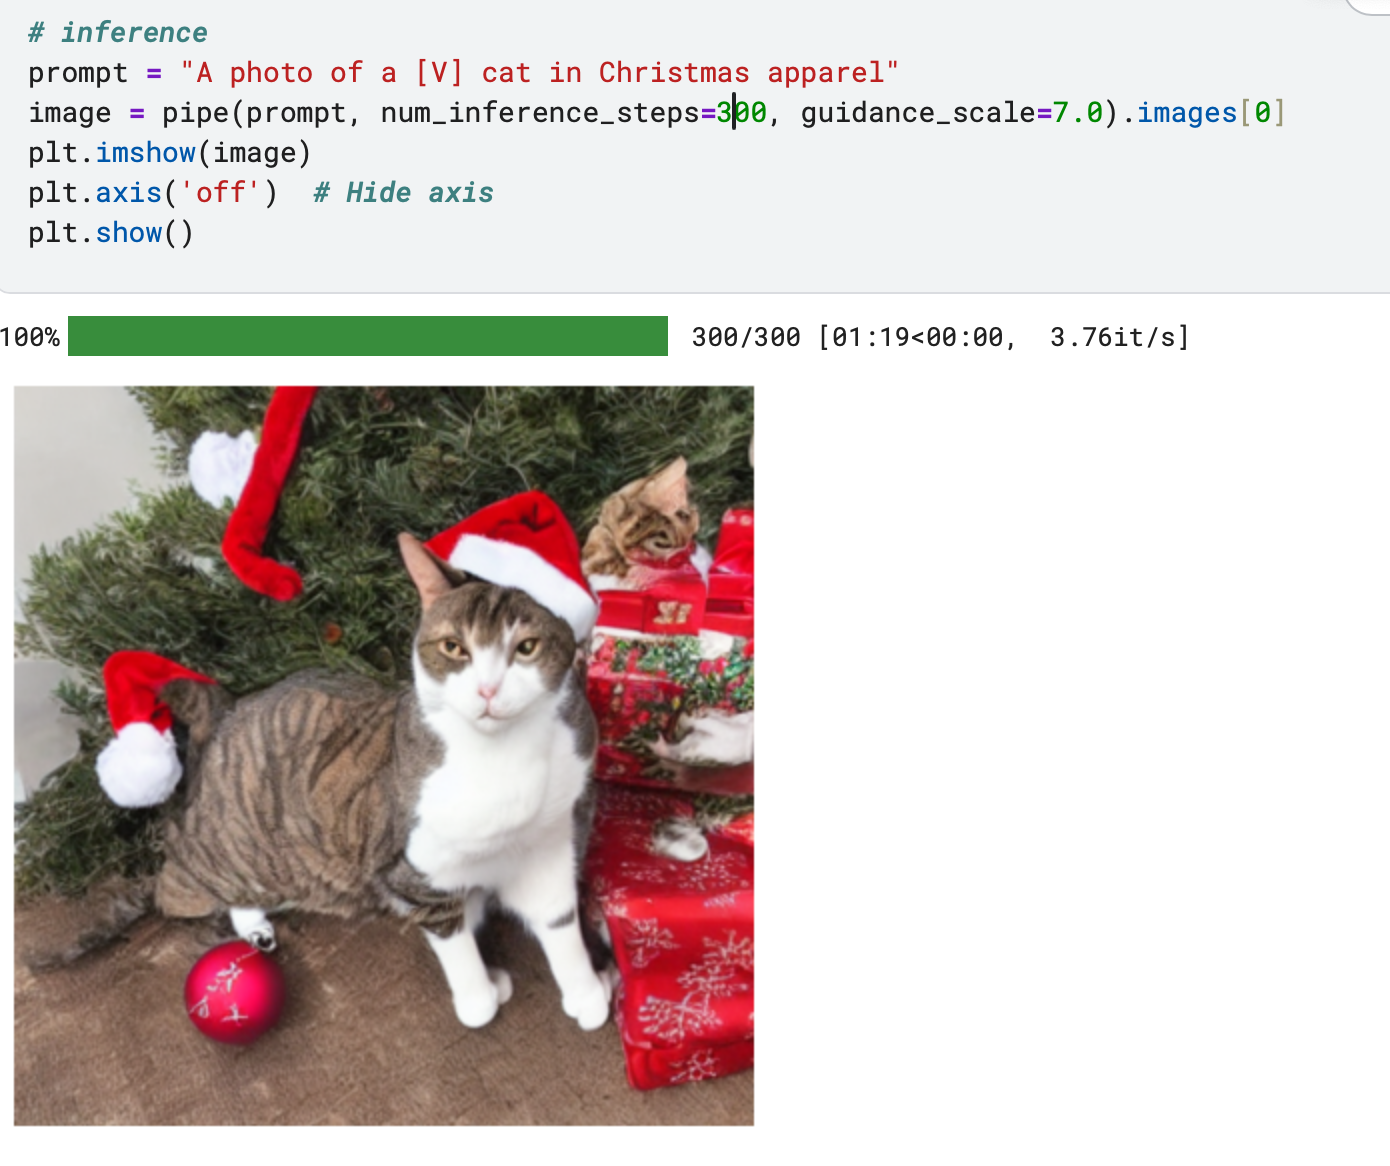 # inference
prompt = "A photo of a [V] cat in Christmas apparel"
image = pipe(prompt, num_inference_steps=300, guidance_scale=7.0).images[0]
plt.imshow(image)
plt.axis('off')  # Hide axis
plt.show()
100% 300/300 [01:19<00:00,  3.76it/s]